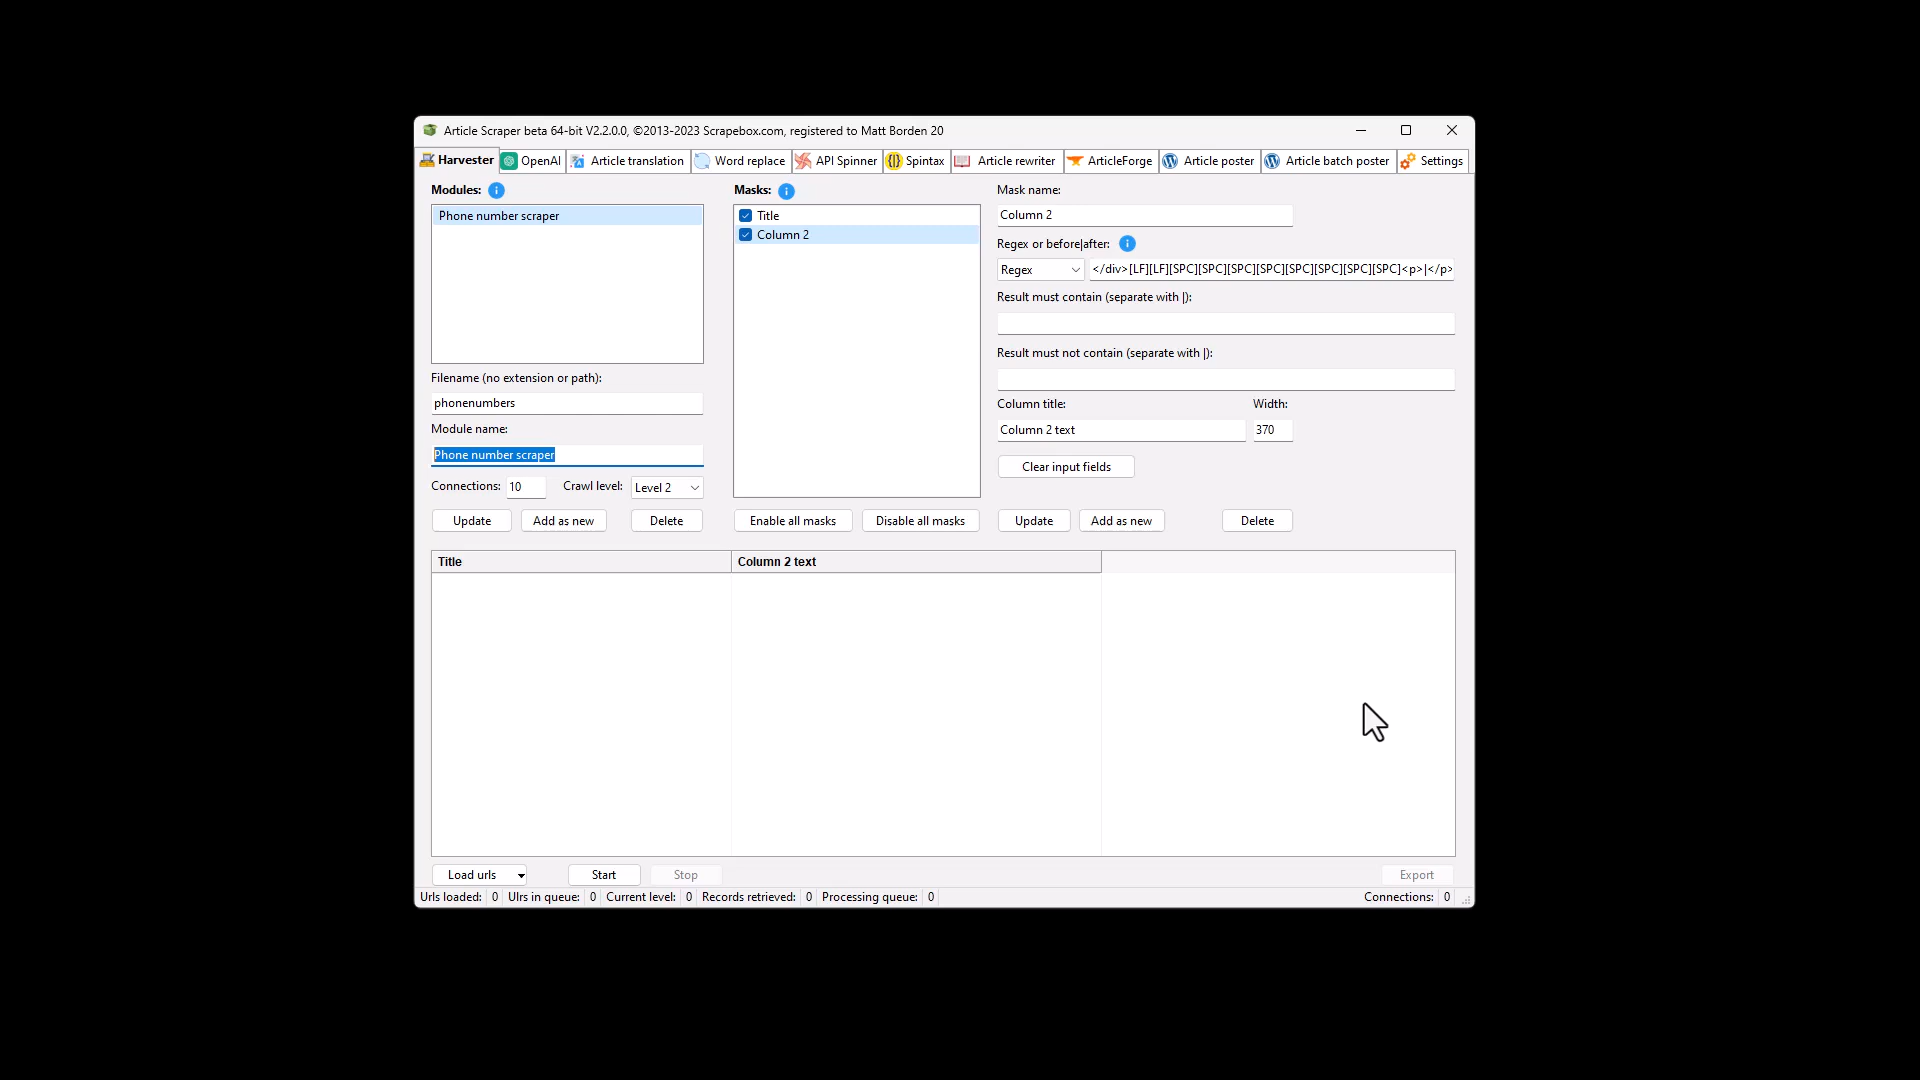 Article Scraper beta 64-bit V2.2.0.0, ©2013-2023 Scrapebox.com, registered to Matt Borden 20
Harvester OpenAI Article translation Word replace API Spinner Spintax Article rewriter ArticleForge Article poster Article batch poster Settings
Modules: Masks: Mask name:
Phone number scraper
Title
Column 2
Column 2
Regex or before|after:
Regex </div>[LF][LF][SPC][SPC][SPC][SPC][SPC][SPC][SPC][SPC]<p>|</p>
Result must contain (separate with |):
Result must not contain (separate with |):
Filename (no extension or path):
phonenumbers
Column title: Width:
Column 2 text 370
Module name:
Phone number scraper
Clear input fields
Connections: 10 Crawl level: Level 2
Update Add as new Delete Enable all masks Disable all masks Update Add as new Delete
Title Column 2 text
Load urls Start Stop Export
Urls loaded: 0 Ulrs in queue: 0 Current level: 0 Records retrieved: 0 Processing queue: 0 Connections: 0